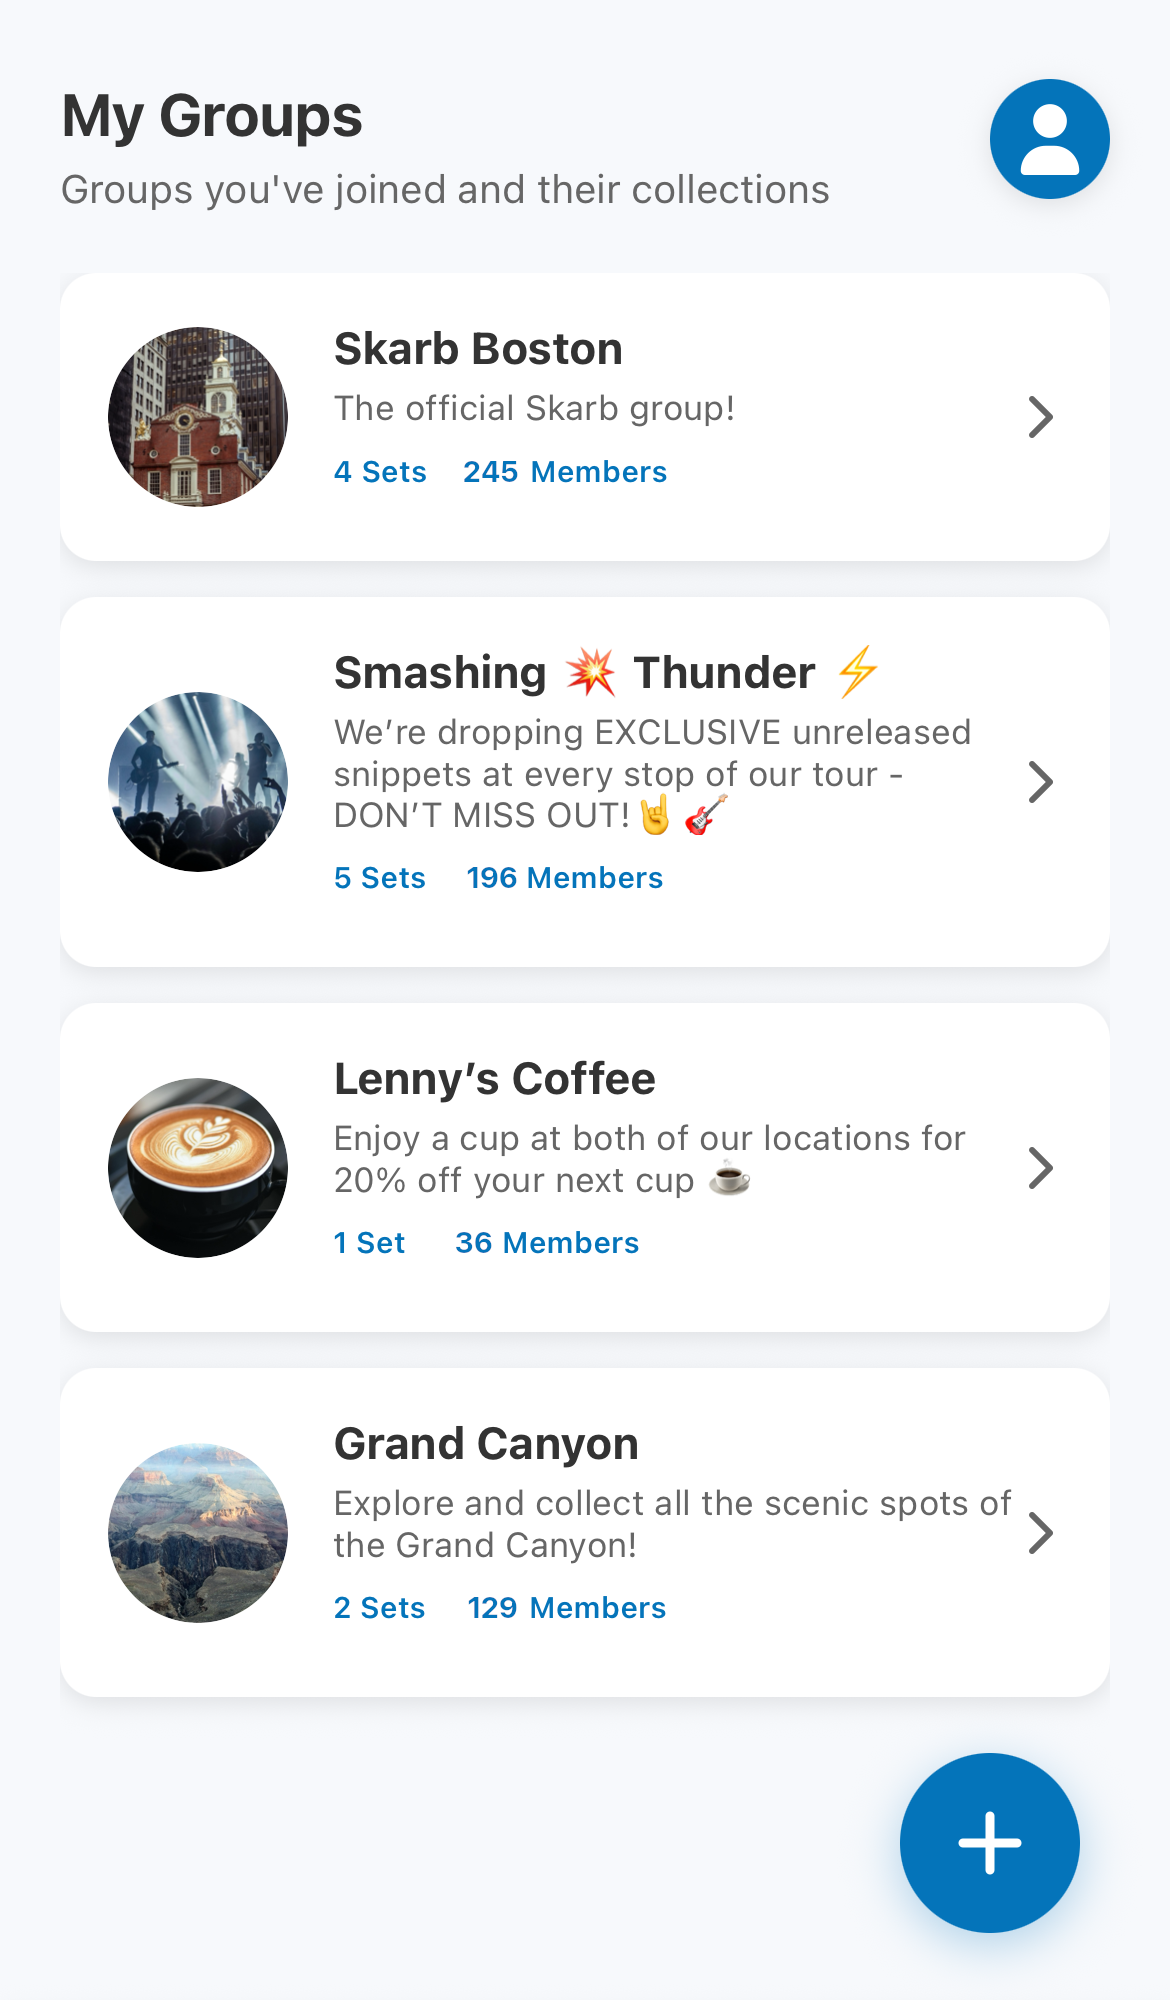 My Groups
Groups you've joined and their collections
Skarb Boston
The official Skarb group!
4 Sets 245 Members
Smashing 💥 Thunder ⚡
We’re dropping EXCLUSIVE unreleased
snippets at every stop of our tour -
DON’T MISS OUT!🤘🎸
5 Sets 196 Members
Lenny’s Coffee
Enjoy a cup at both of our locations for
20% off your next cup ☕
1 Set 36 Members
Grand Canyon
Explore and collect all the scenic spots of
the Grand Canyon!
2 Sets 129 Members